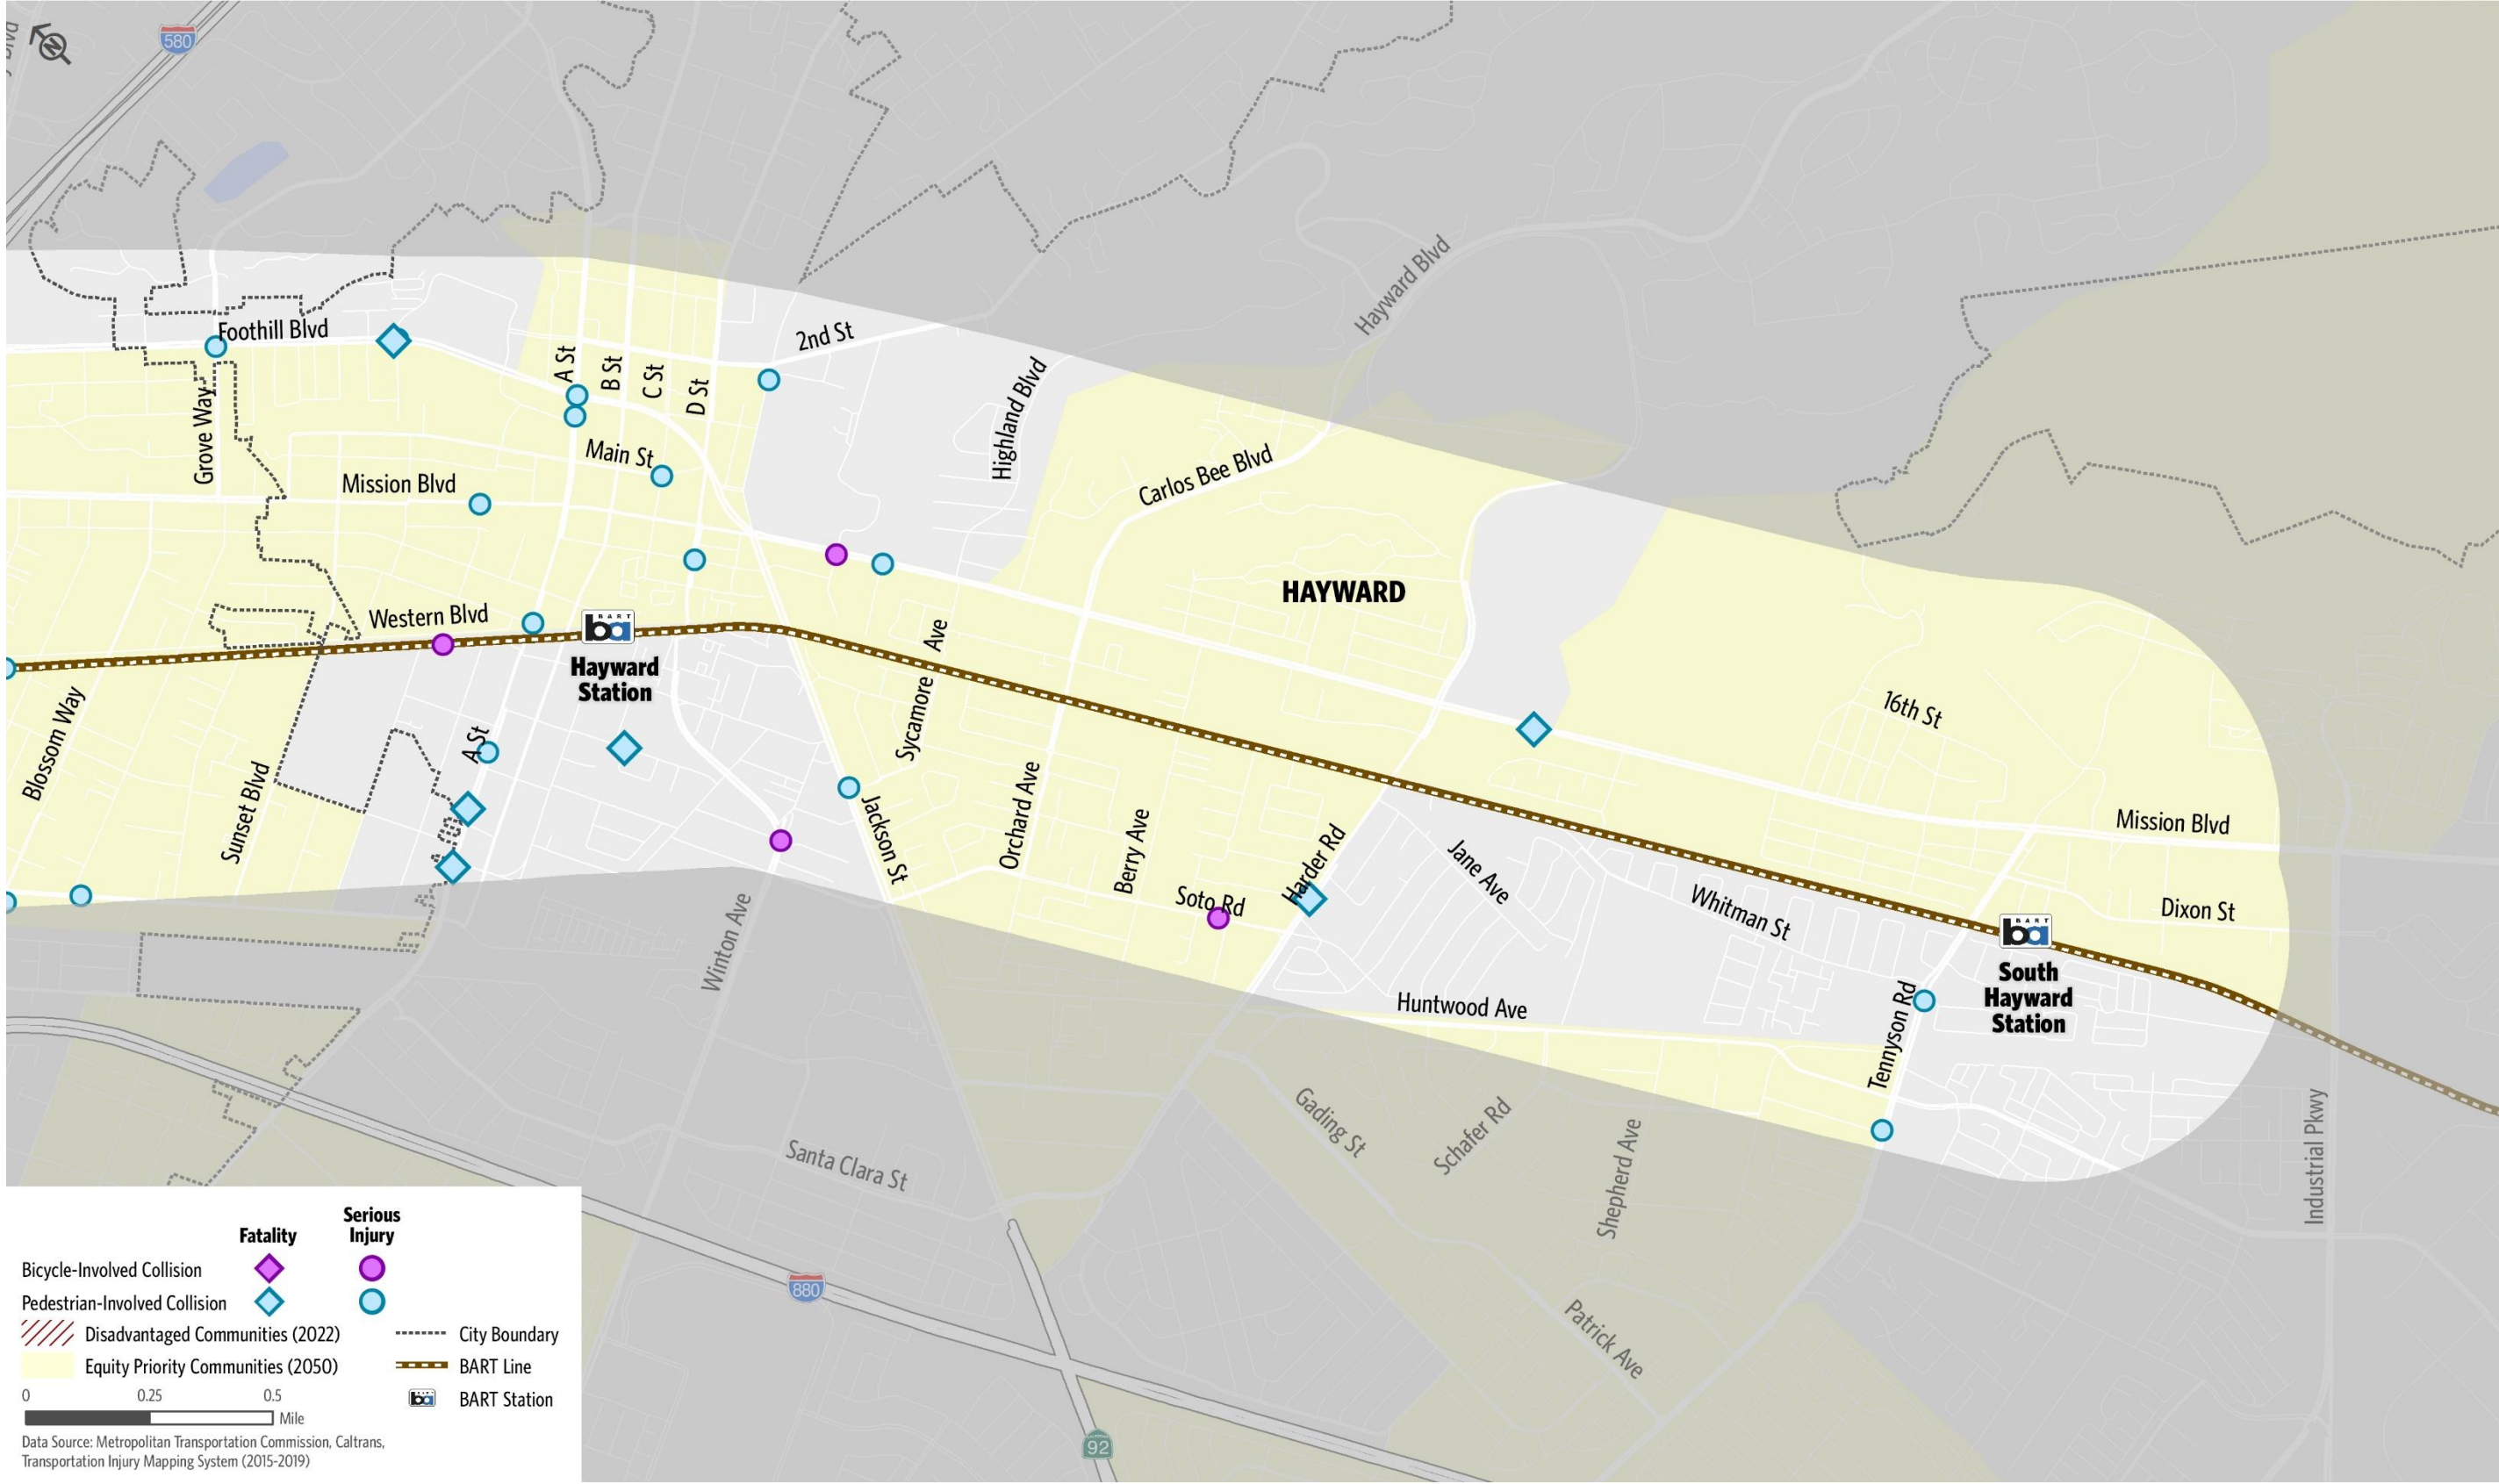 580
N
Blvd
Foothill Blvd
2nd St
Hayward Blvd
A St
B St
C St
D St
Grove Way
Highland Blvd
Main St
Mission Blvd
Carlos Bee Blvd
HAYWARD
Western Blvd
BART
ba
Hayward
Station
Sycamore Ave
Blossom Way
Sunset Blvd
A St
16th St
Jackson St
Orchard Ave
Berry Ave
Harder Rd
Soto Rd
Jane Ave
Whitman St
Mission Blvd
Dixon St
BART
ba
South
Hayward
Station
Winton Ave
Huntwood Ave
Tennyson Rd
Gading St
Schafer Rd
Shepherd Ave
Industrial Pkwy
Santa Clara St
Patrick Ave
880
92
Fatality
Serious
Injury
Bicycle-Involved Collision
Pedestrian-Involved Collision
Disadvantaged Communities (2022)
City Boundary
Equity Priority Communities (2050)
BART Line
0 0.25 0.5
ba
BART Station
Mile
Data Source: Metropolitan Transportation Commission, Caltrans,
Transportation Injury Mapping System (2015-2019)